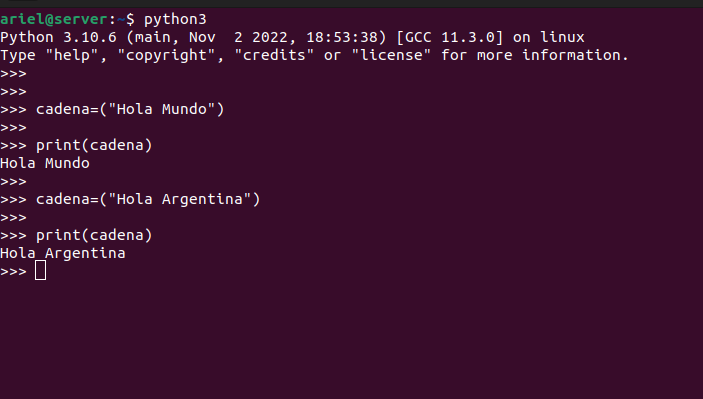 ariel@server:~$ python3
Python 3.10.6 (main, Nov  2 2022, 18:53:38) [GCC 11.3.0] on linux
Type "help", "copyright", "credits" or "license" for more information.
>>>
>>>
>>> cadena=("Hola Mundo")
>>>
>>> print(cadena)
Hola Mundo
>>>
>>> cadena=("Hola Argentina")
>>>
>>> print(cadena)
Hola Argentina
>>>